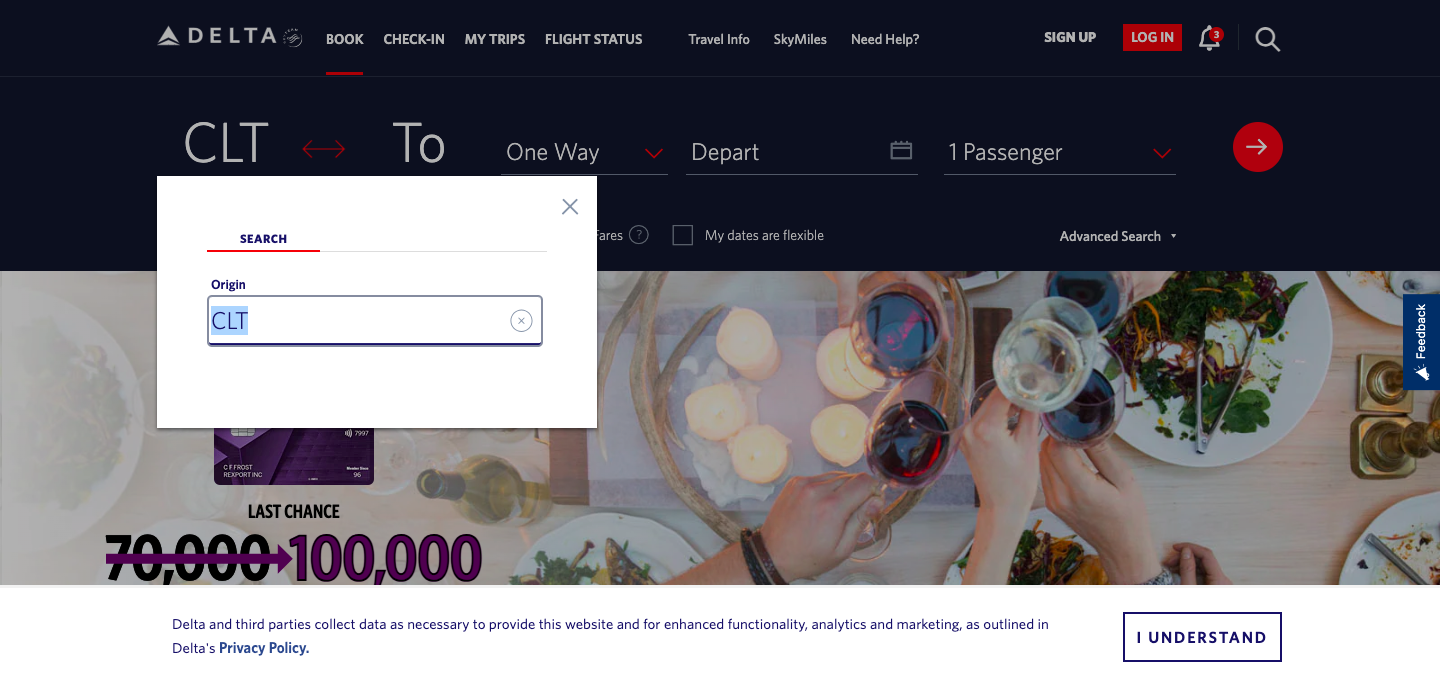 DELTA
BOOK
CHECK-IN
MY TRIPS
FLIGHT STATUS
Travel Info
SkyMiles
Need Help?
SIGN UP
LOG IN
3
CLT
To
One Way
Depart
1 Passenger
Fares
?
My dates are flexible
Advanced Search
SEARCH
Origin
CLT
Feedback
7997
C F FROST
REXPORT INC
Member Since
96
LAST CHANCE
70,000
100,000
Delta and third parties collect data as necessary to provide this website and for enhanced functionality, analytics and marketing, as outlined in
Delta's Privacy Policy.
I UNDERSTAND